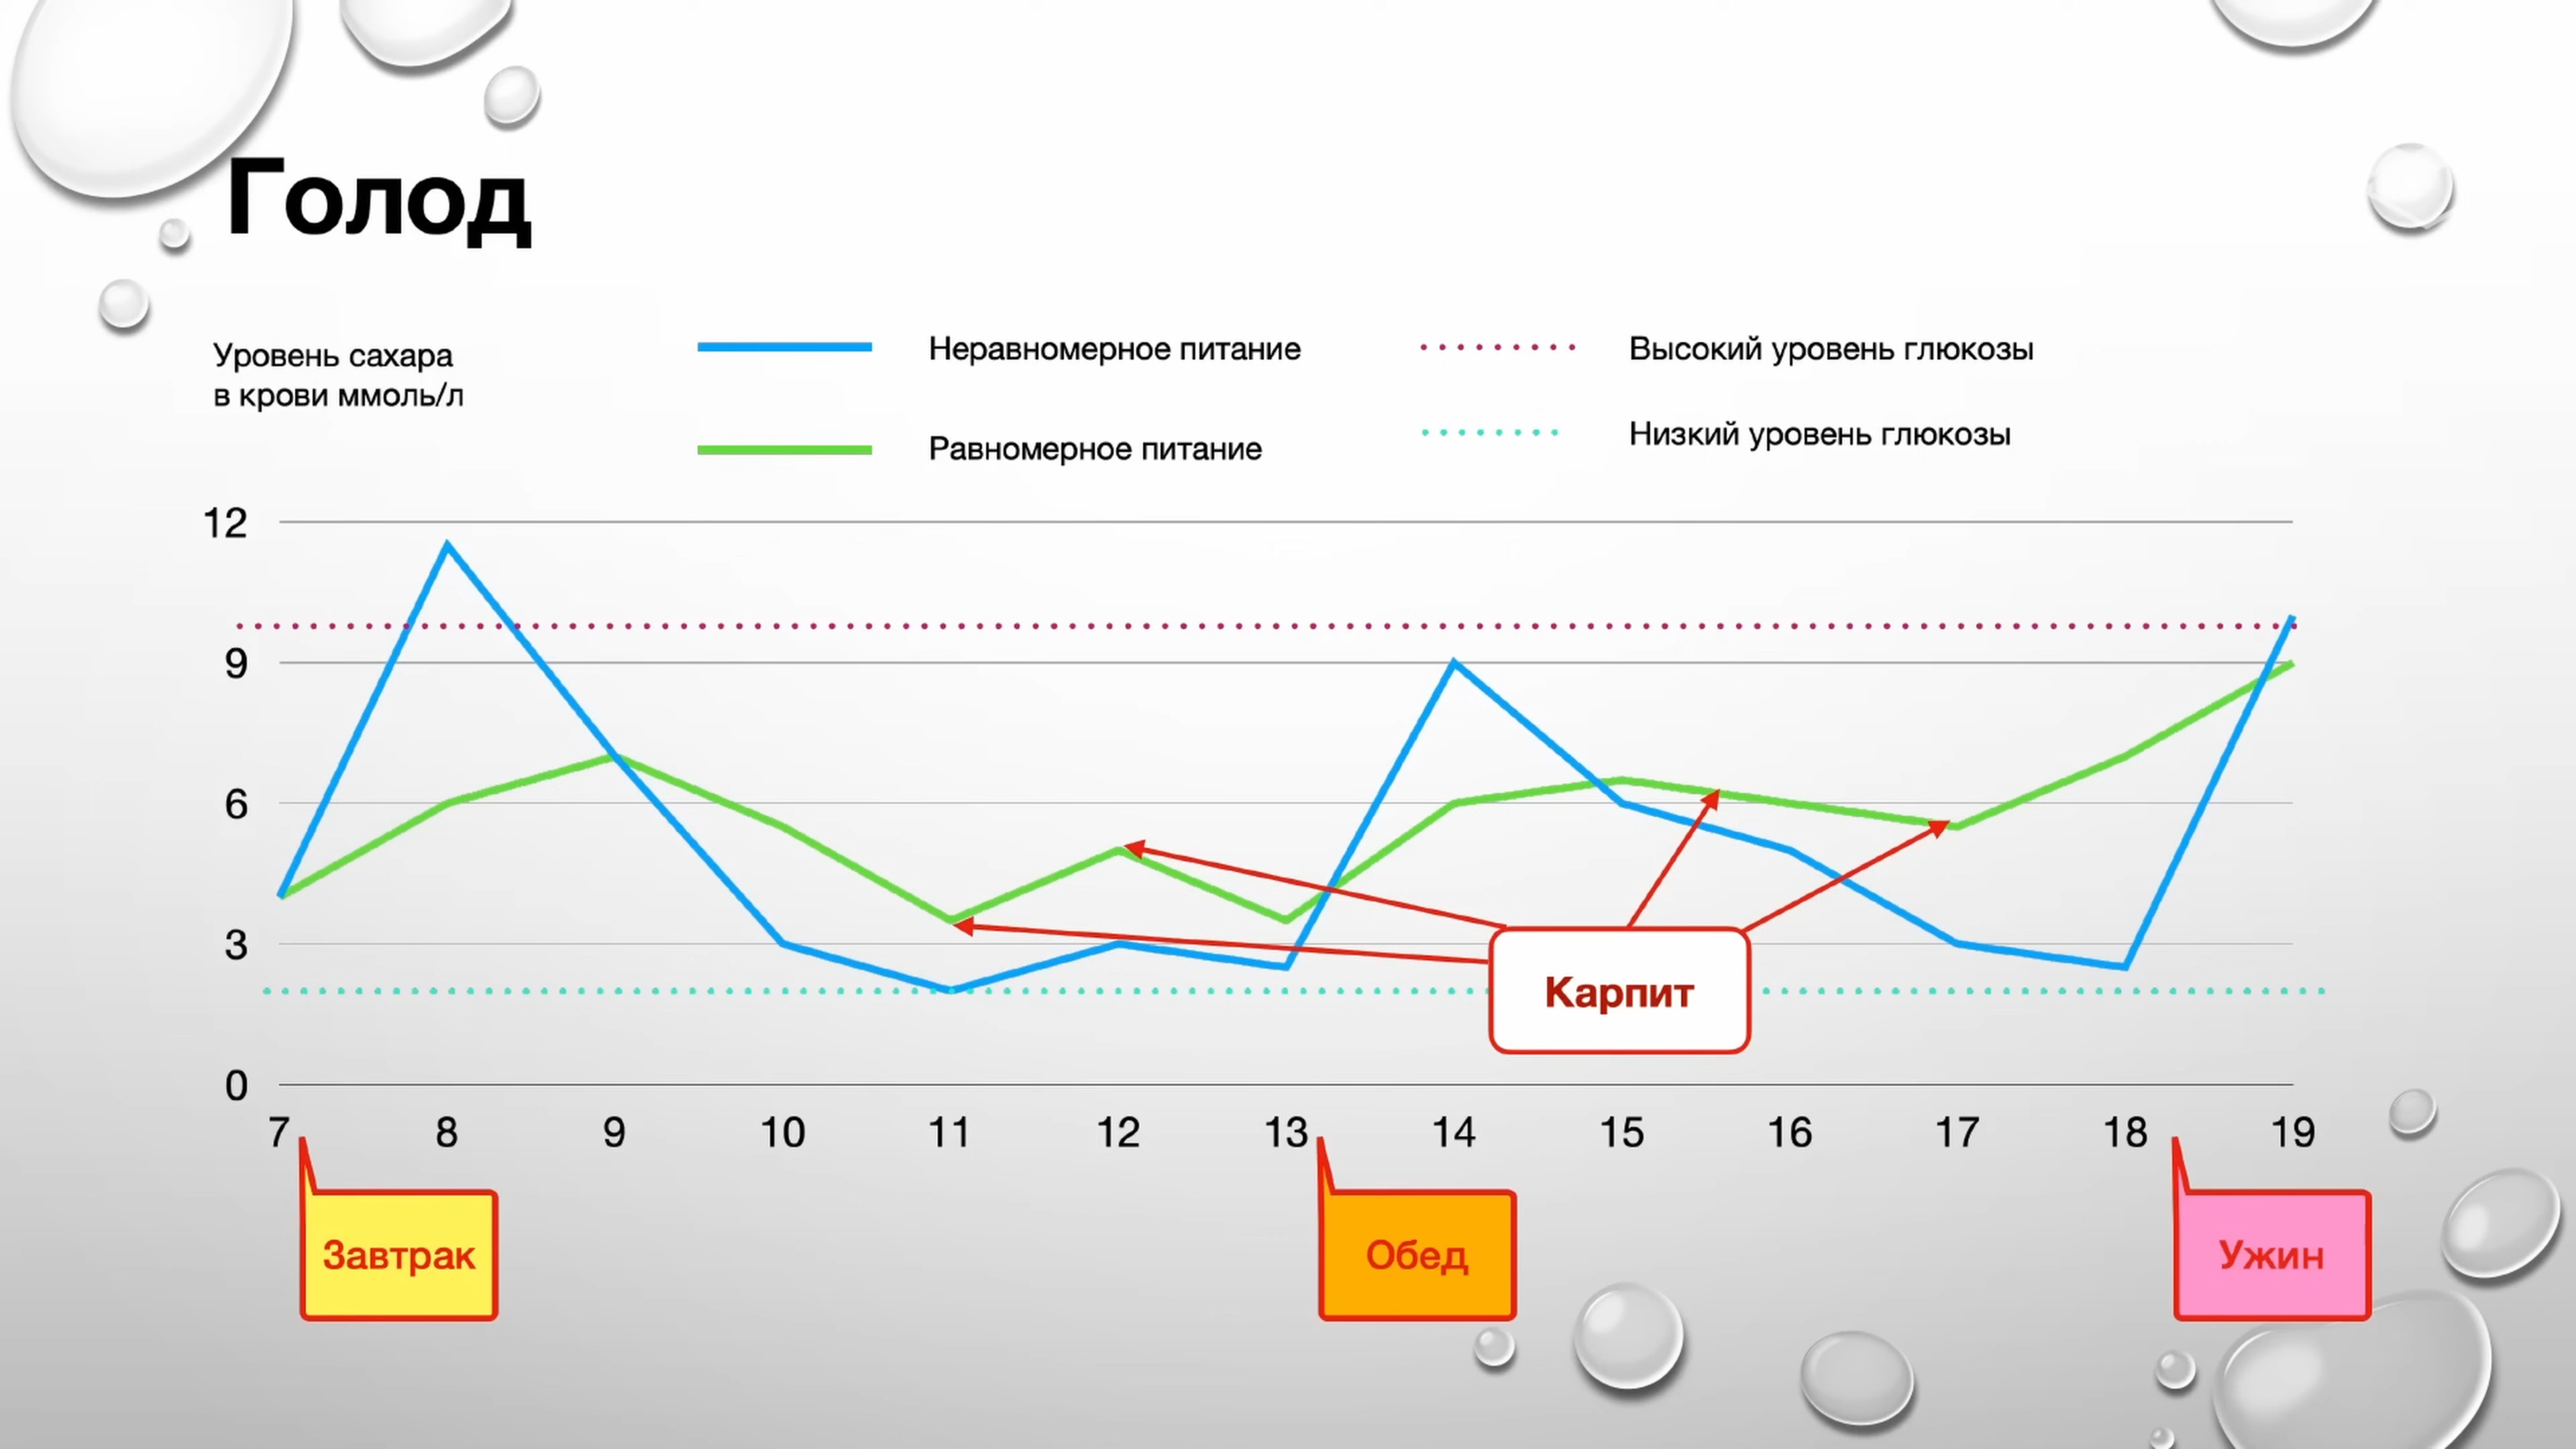 Голод
Уровень сахара
в крови ммоль/л
Неравномерное питание
Высокий уровень глюкозы
Равномерное питание
Низкий уровень глюкозы
12
9
6
3
0
Карпит
7 8 9 10 11 12 13 14 15 16 17 18 19
Завтрак
Обед
Ужин